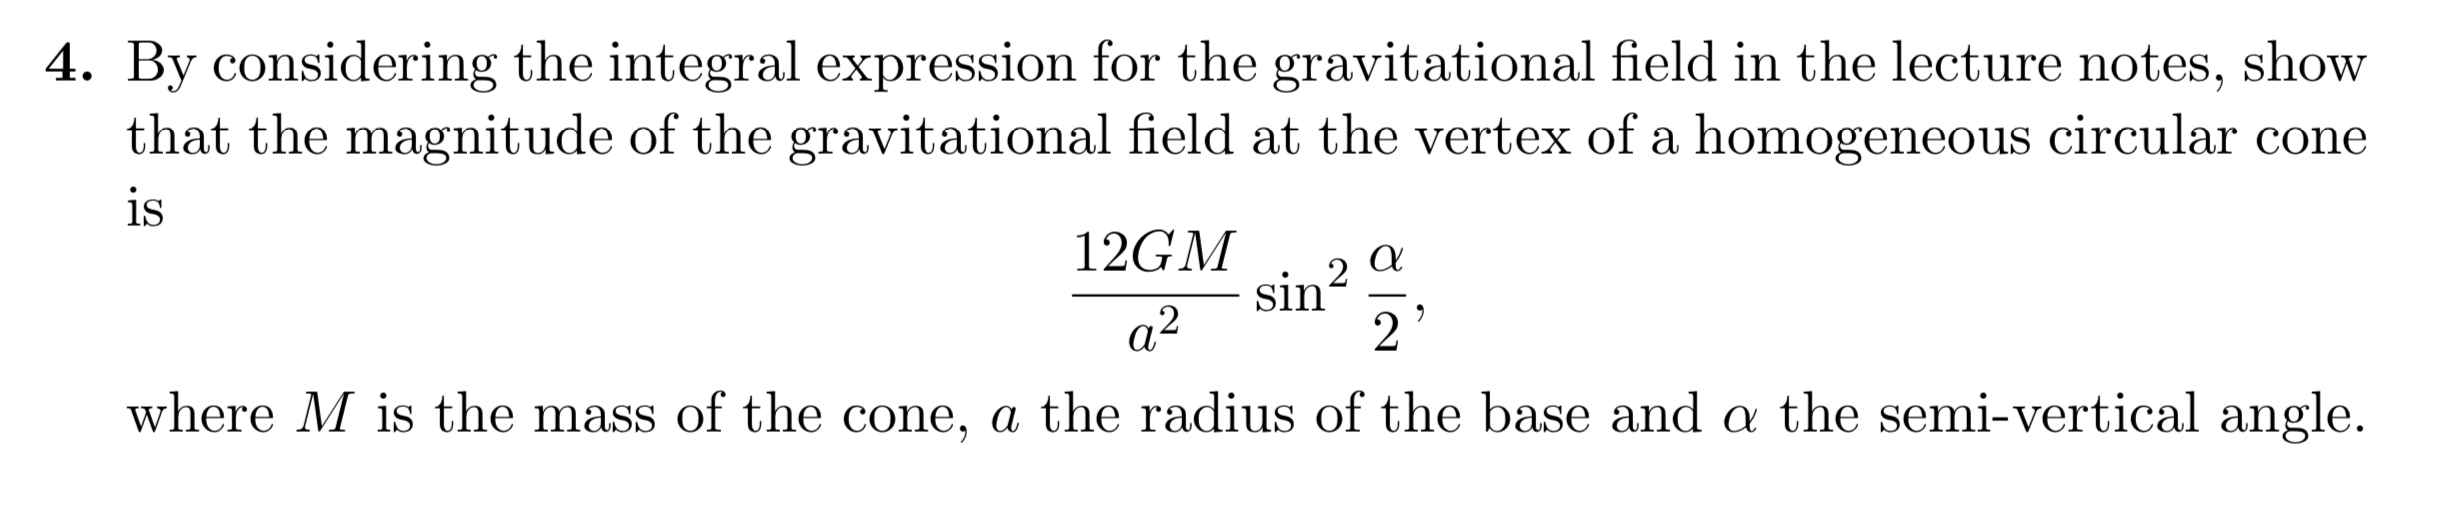 4. By considering the integral expression for the gravitational field in the lecture notes, show
that the magnitude of the gravitational field at the vertex of a homogeneous circular cone
is
\frac{12GM}{a^2} \sin^2 \frac{\alpha}{2},
where M is the mass of the cone, a the radius of the base and α the semi-vertical angle.